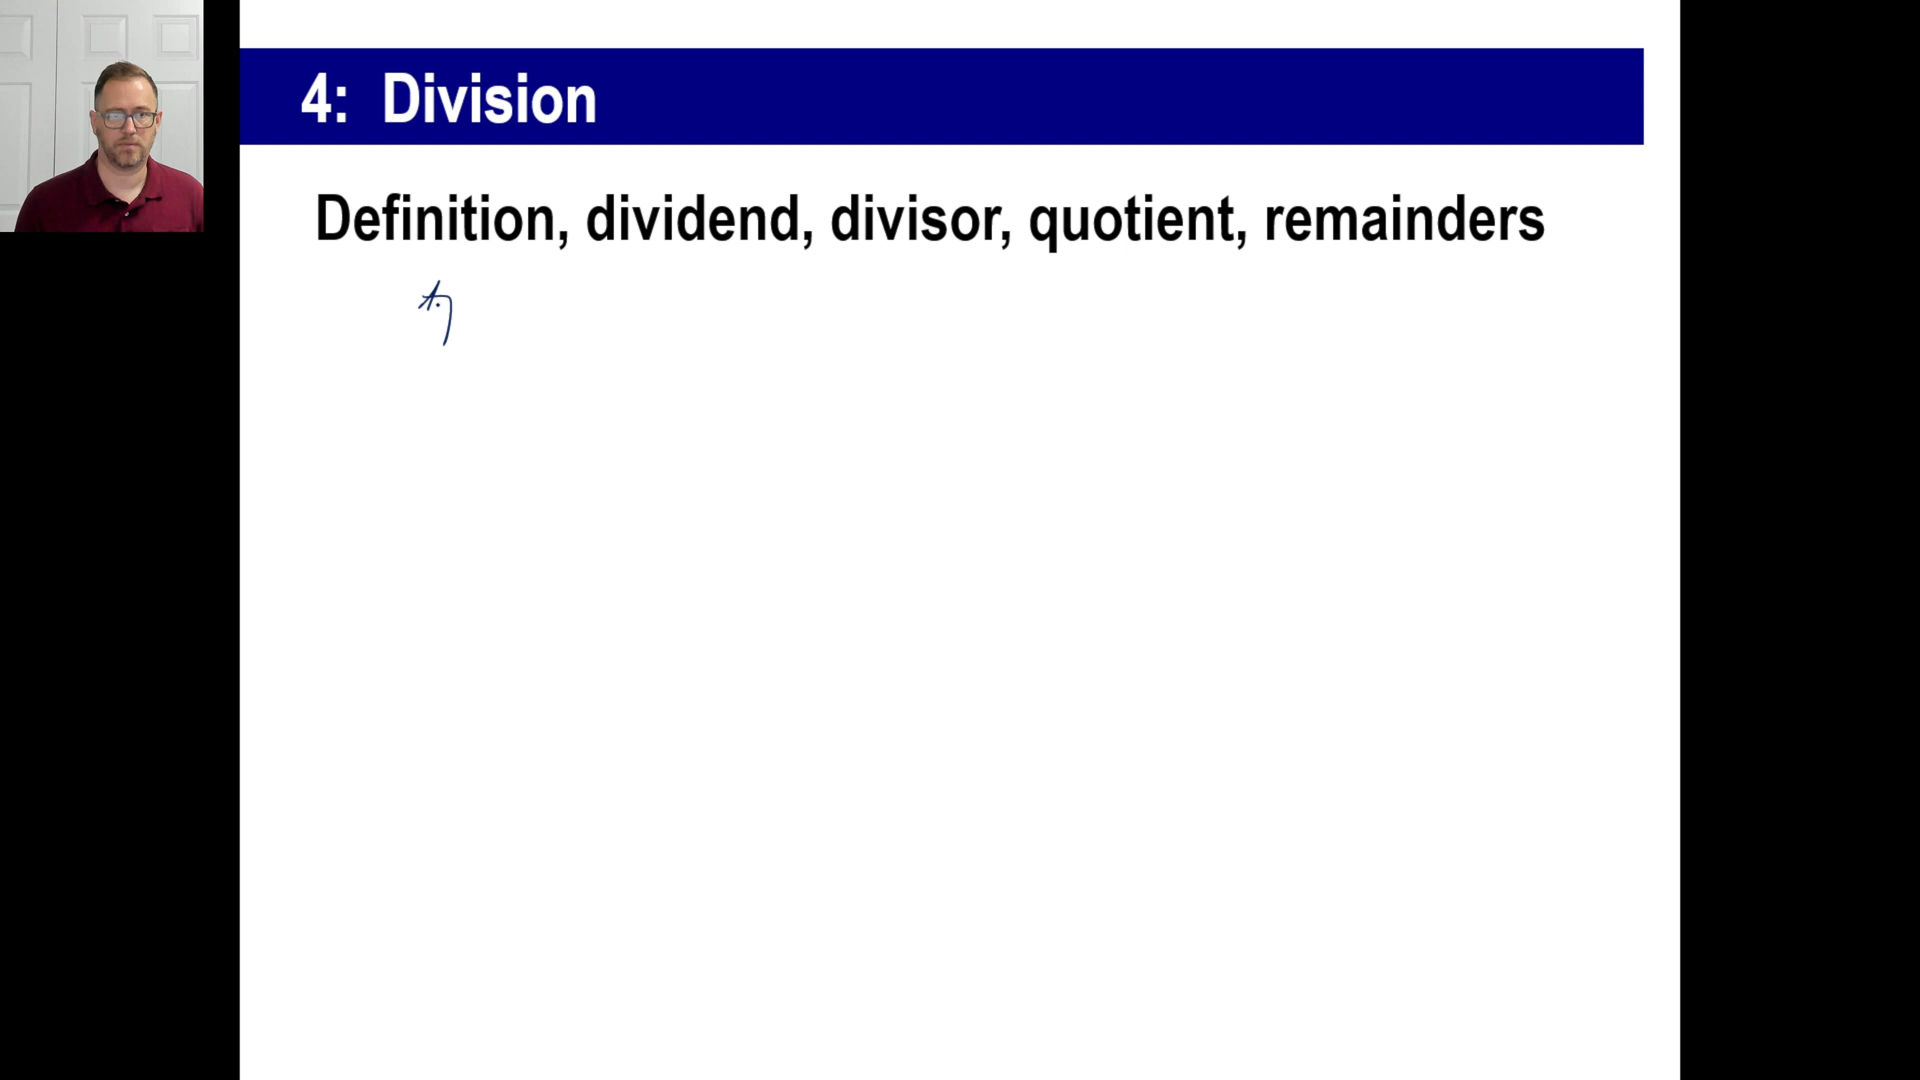 4: Division
Definition, dividend, divisor, quotient, remainders